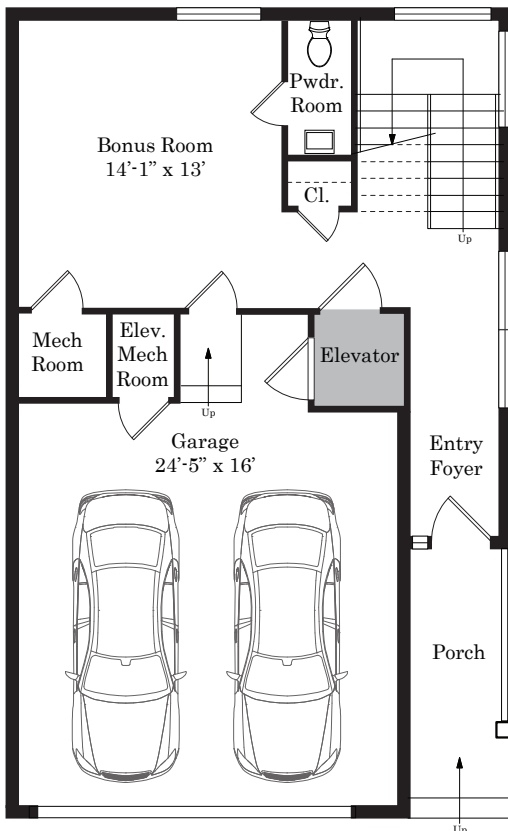 Pwdr.
Room
Bonus Room
14'-1” x 13’
Cl.
Up
Mech
Room
Elev.
Mech
Room
Elevator
Up
Garage
24'-5” x 16’
Entry
Foyer
Porch
Up